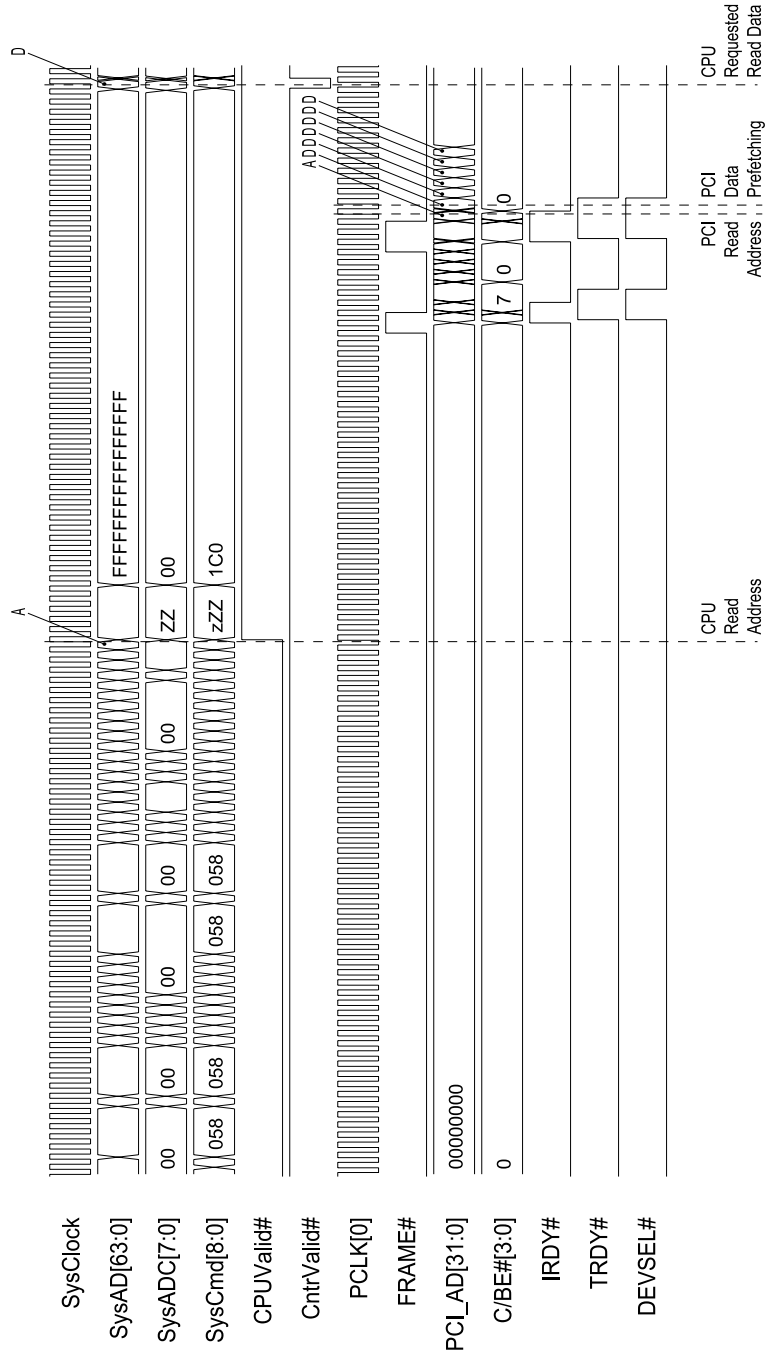 A D
SysClock
SysAD[63:0] FFFFFFFFFFFFFFFF
SysADC[7:0] 00 00 00 00 00 ZZ 00
SysCmd[8:0] 058 058 058 058 zZZ 1C0
CPUValid#
CntrValid#
A D D D D D D
PCLK[0]
FRAME#
PCI_AD[31:0] 00000000
C/BE#[3:0] 0 7 0 0
IRDY#
TRDY#
DEVSEL#
CPU
Read
Address
PCI
Read
Address
PCI
Data
Prefetching
CPU
Requested
Read Data